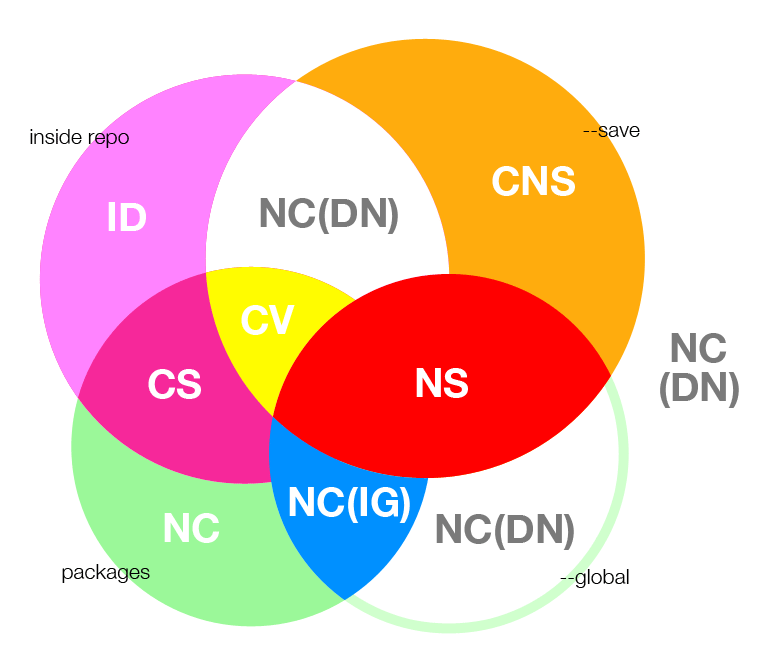 inside repo
--save
ID
NC(DN)
CNS
CV
NC
(DN)
CS
NS
NC(IG)
NC
NC(DN)
packages
--global